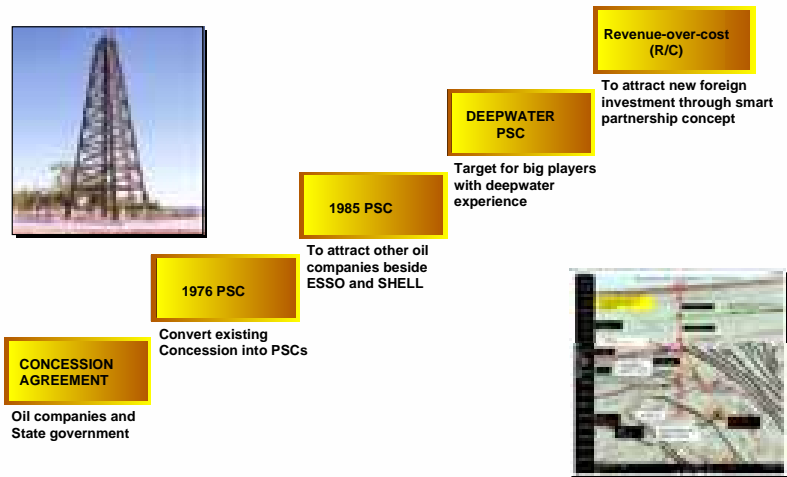 Revenue-over-cost
(R/C)
To attract new foreign
investment through smart
partnership concept
DEEPWATER
PSC
Target for big players
with deepwater
experience
1985 PSC
To attract other oil
companies beside
ESSO and SHELL
1976 PSC
Convert existing
Concession into PSCs
CONCESSION
AGREEMENT
Oil companies and
State government